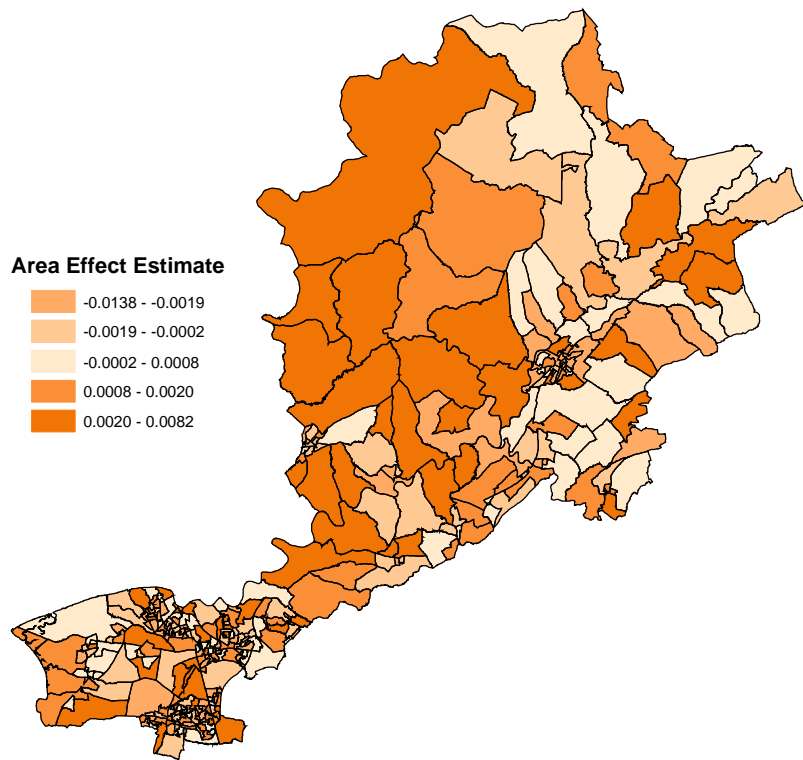 Area Effect Estimate
-0.0138 - -0.0019
-0.0019 - -0.0002
-0.0002 - 0.0008
0.0008 - 0.0020
0.0020 - 0.0082